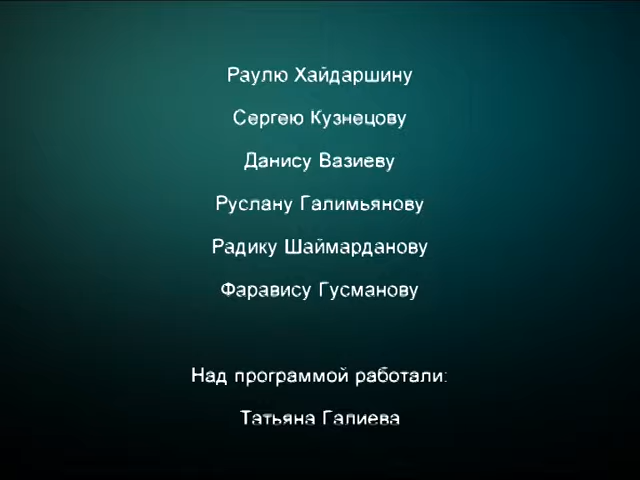 Раулю Хайдаршину
Сергею Кузнецову
Данису Вазиеву
Руслану Галимьянову
Радику Шаймарданову
Фаравису Гусманову
Над программой работали:
Татьяна Галиева